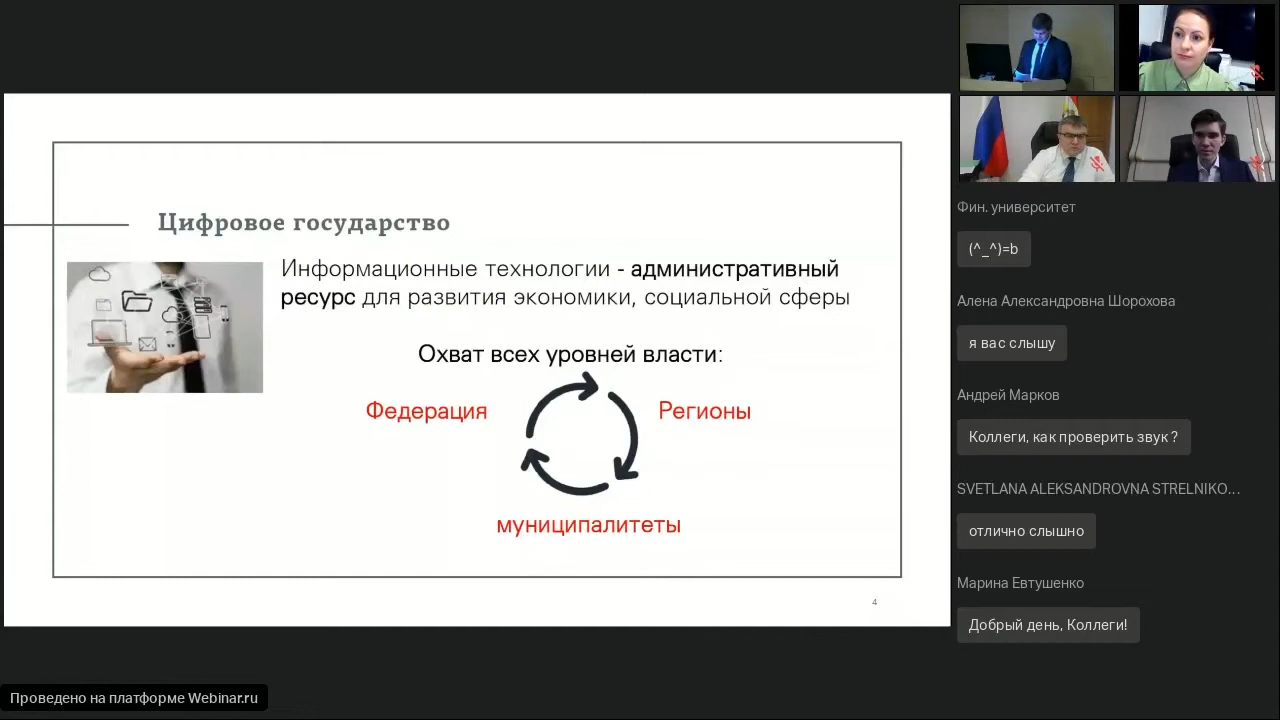 Цифровое государство
Информационные технологии - административный
ресурс для развития экономики, социальной сферы
Охват всех уровней власти:
Федерация
Регионы
муниципалитеты
4
Фин. университет
(^_^)=b
Алена Александровна Шорохова
я вас слышу
Андрей Марков
Коллеги, как проверить звук ?
SVETLANA ALEKSANDROVNA STRELNIKO...
отлично слышно
Марина Евтушенко
Добрый день, Коллеги!
Проведено на платформе Webinar.ru